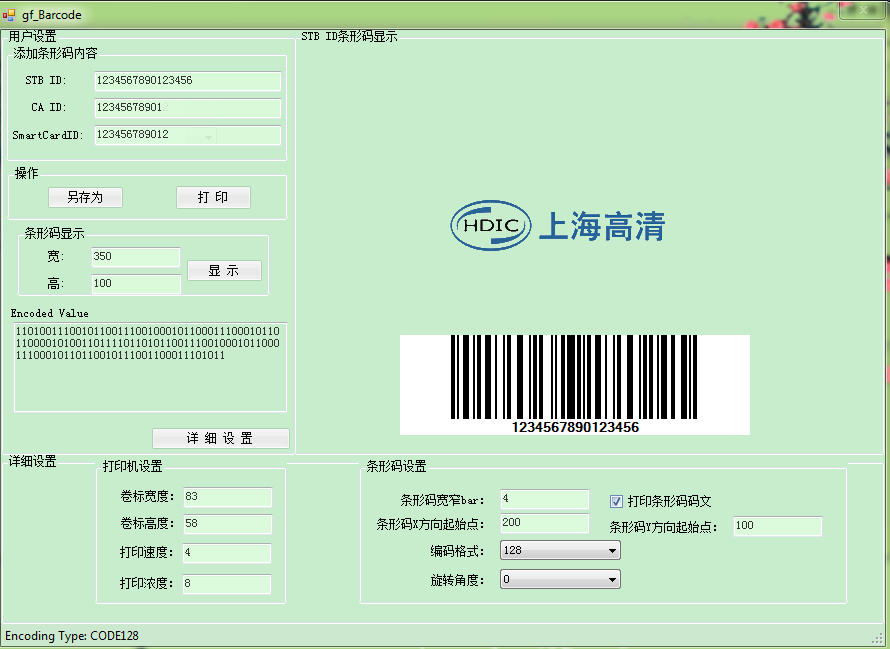 gf_Barcode
用户设置
添加条形码内容
STB ID: 1234567890123456
CA ID: 12345678901
SmartCardID: 123456789012
操作
另存为 打 印
条形码显示
宽: 350
高: 100
显 示
Encoded Value
11010011100101100111001000101100011100010110
1100001010011011110110101100111001000101100 0
1110001011011001011100110001110101 1
详 细 设 置
STB ID条形码显示
HDIC 上海高清
1234567890123456
详细设置
打印机设置
卷标宽度: 83
卷标高度: 58
打印速度: 4
打印浓度: 8
条形码设置
条形码宽窄bar: 4
打印条形码码文
条形码X方向起始点: 200
条形码Y方向起始点: 100
编码格式: 128
旋转角度: 0
Encoding Type: CODE128